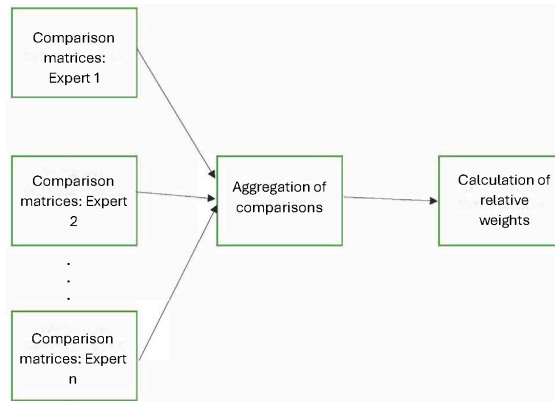 Comparison
matrices:
Expert 1
Comparison
matrices: Expert
2
.
.
.
Comparison
matrices: Expert
n
Aggregation of
comparisons
Calculation of
relative
weights